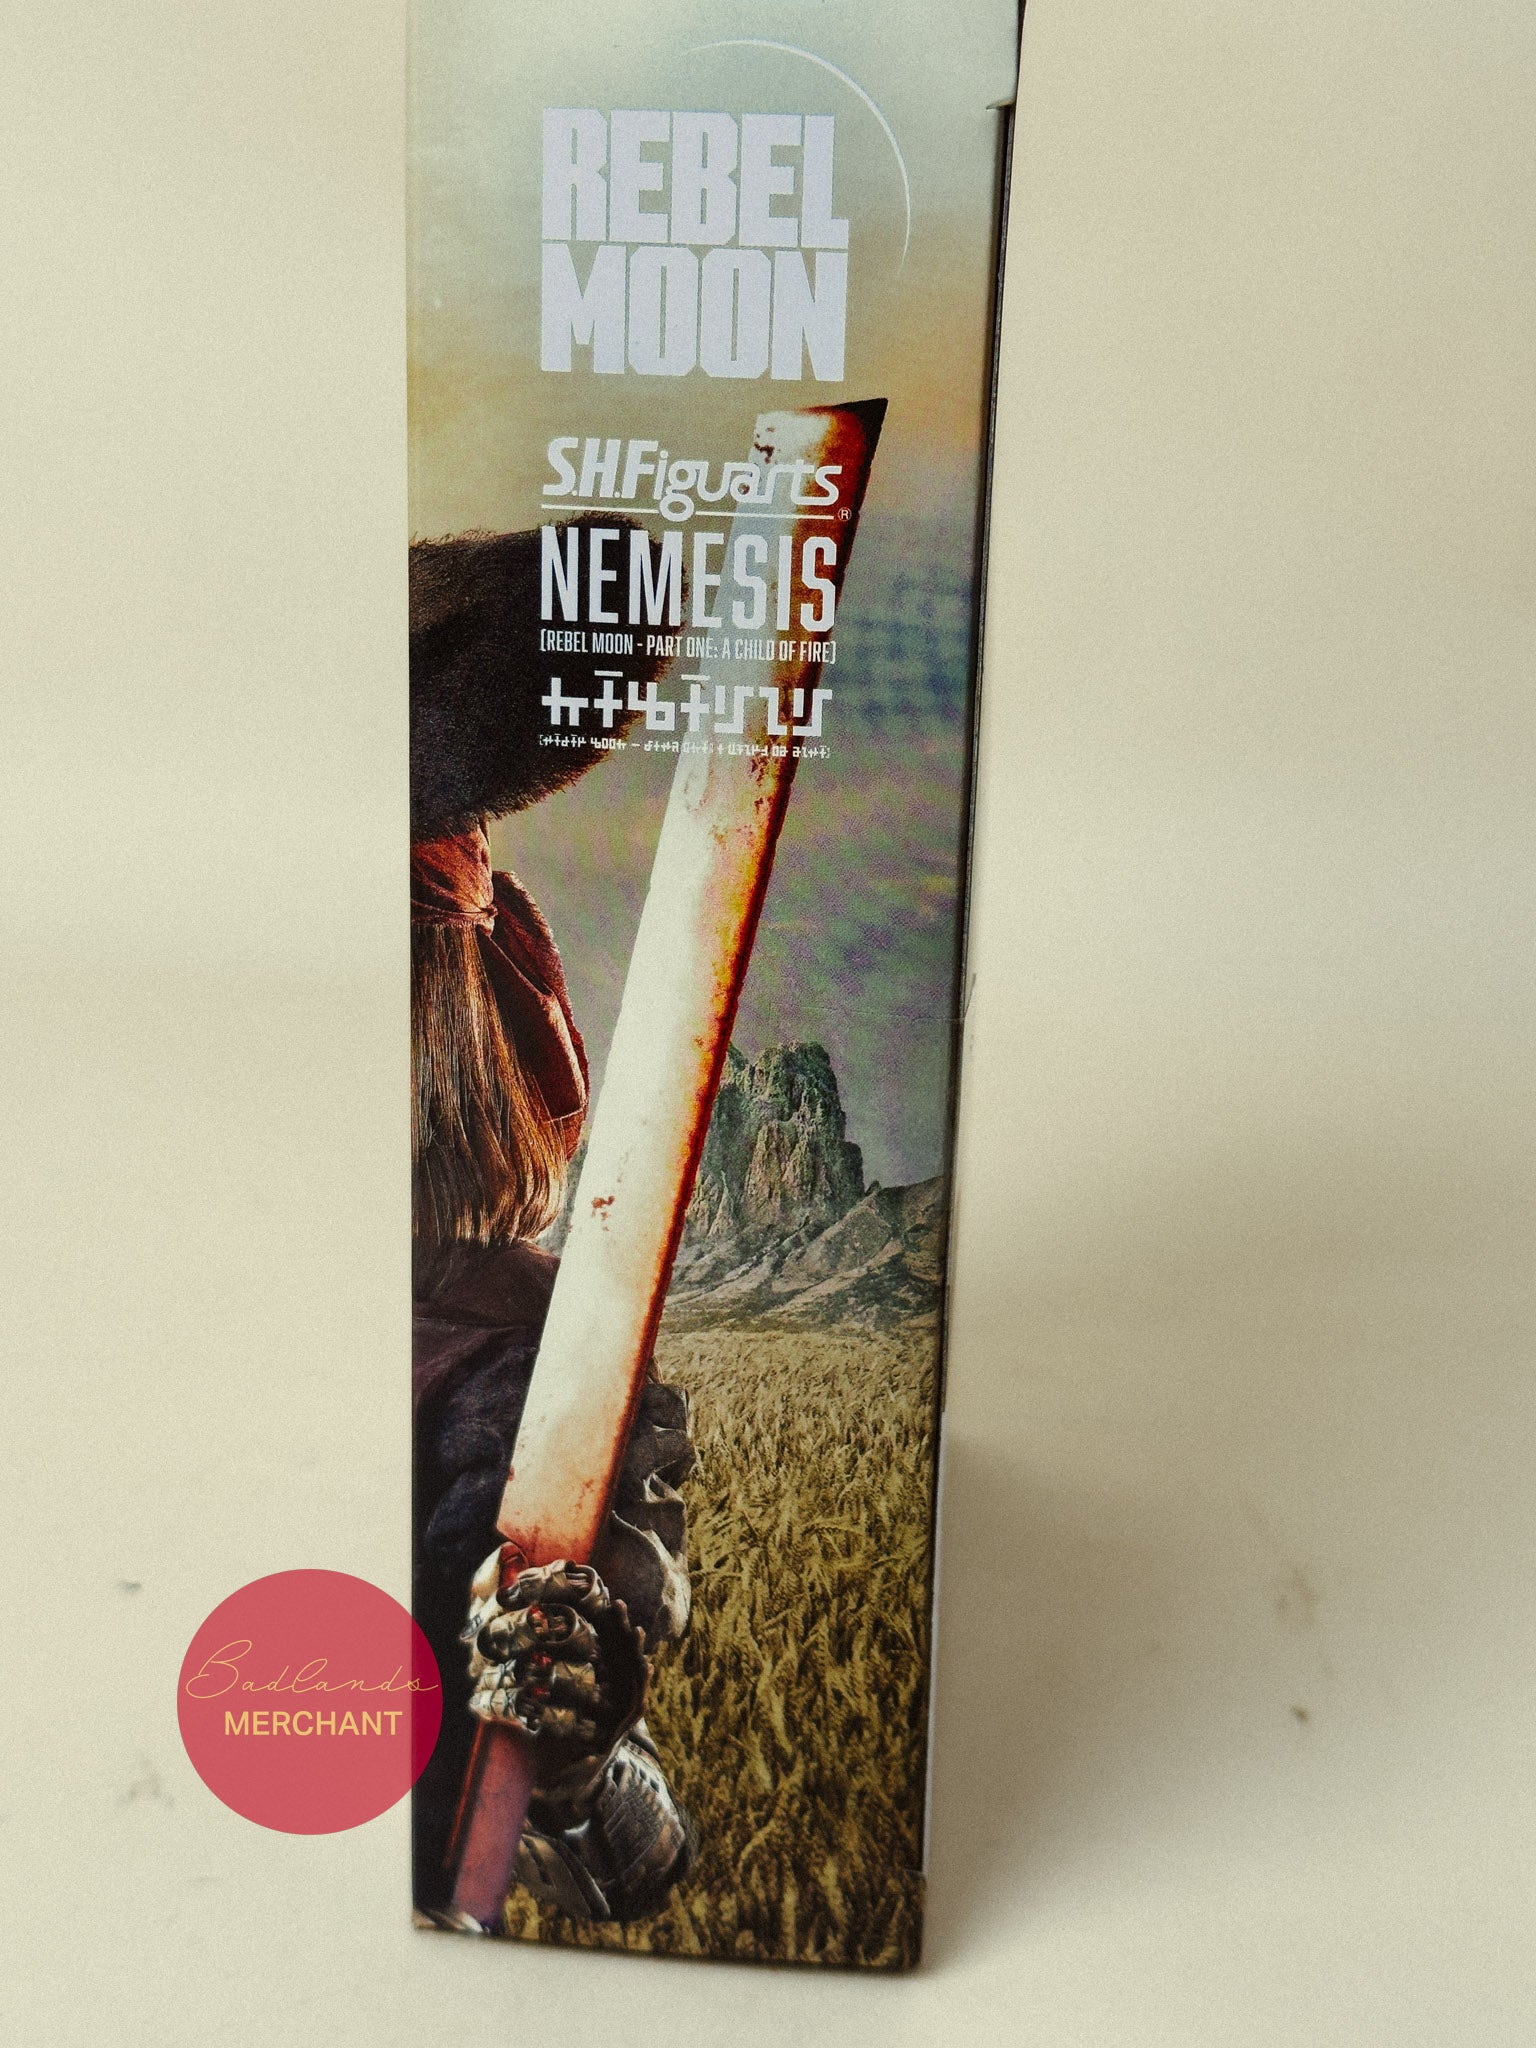 REBEL
MOON
S.H.Figuarts
®
NEMESIS
(REBEL MOON - PART ONE: A CHILD OF FIRE)
Badlands
MERCHANT